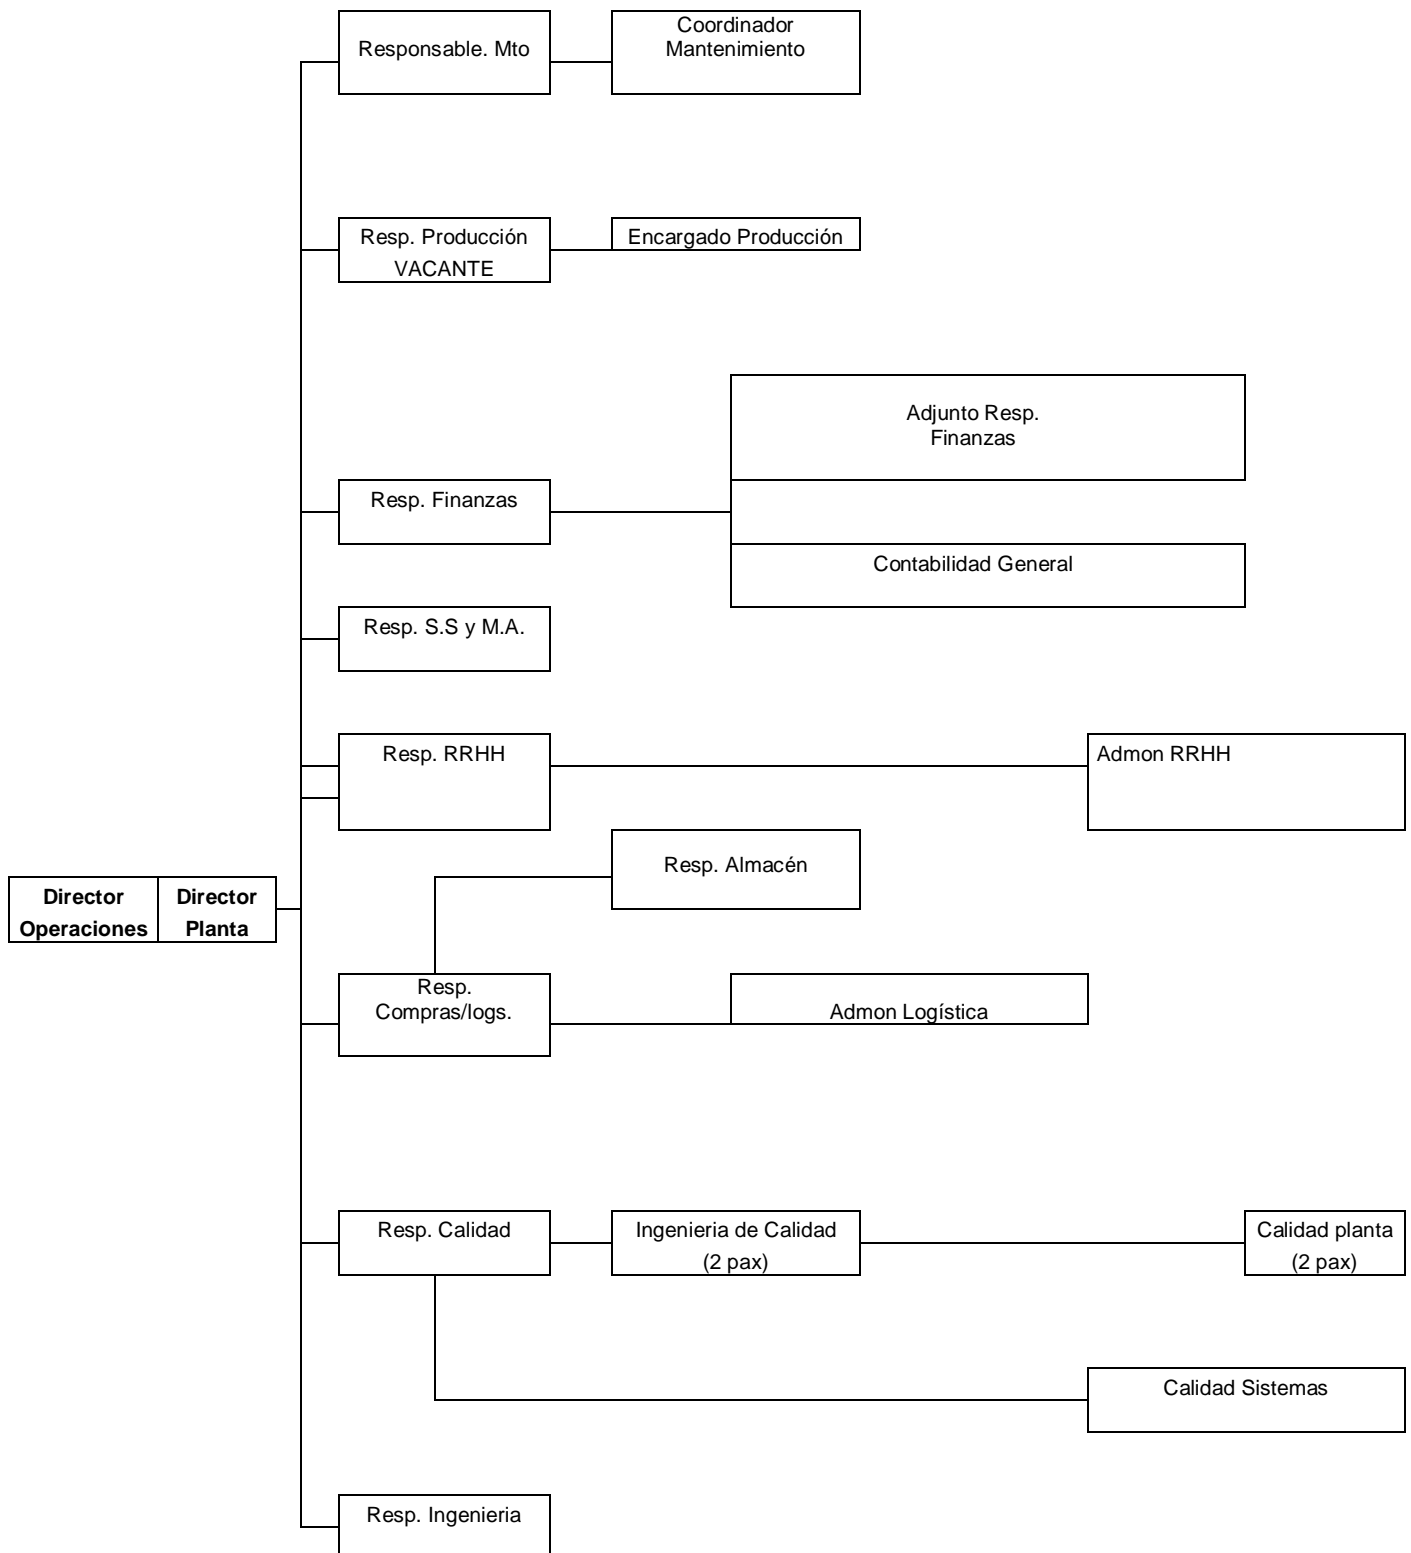 Responsable. Mto
Coordinador
Mantenimiento
Resp. Producción
VACANTE
Encargado Producción
Adjunto Resp.
Finanzas
Resp. Finanzas
Contabilidad General
Resp. S.S y M.A.
Resp. RRHH
Admon RRHH
Resp. Almacén
Director
Operaciones
Director
Planta
Resp.
Compras/logs.
Admon Logística
Resp. Calidad
Ingenieria de Calidad
(2 pax)
Calidad planta
(2 pax)
Calidad Sistemas
Resp. Ingenieria